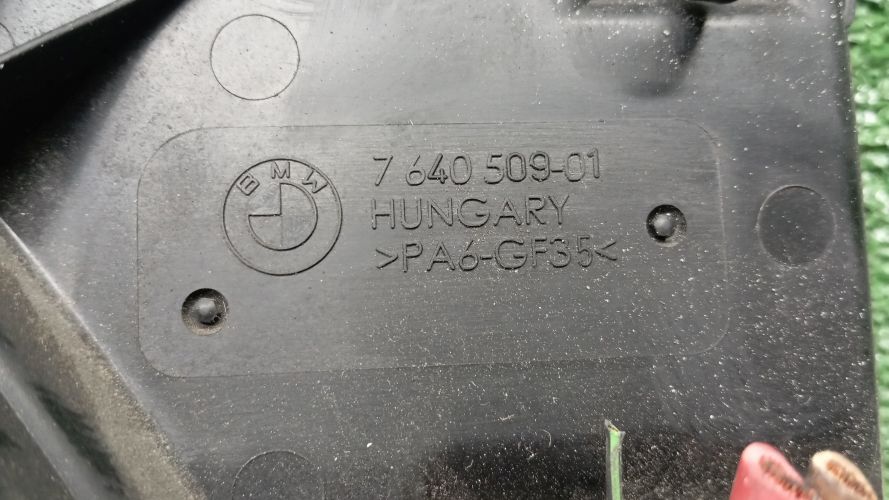 BMW
7 640 509-01
HUNGARY
>PA6-GF35<